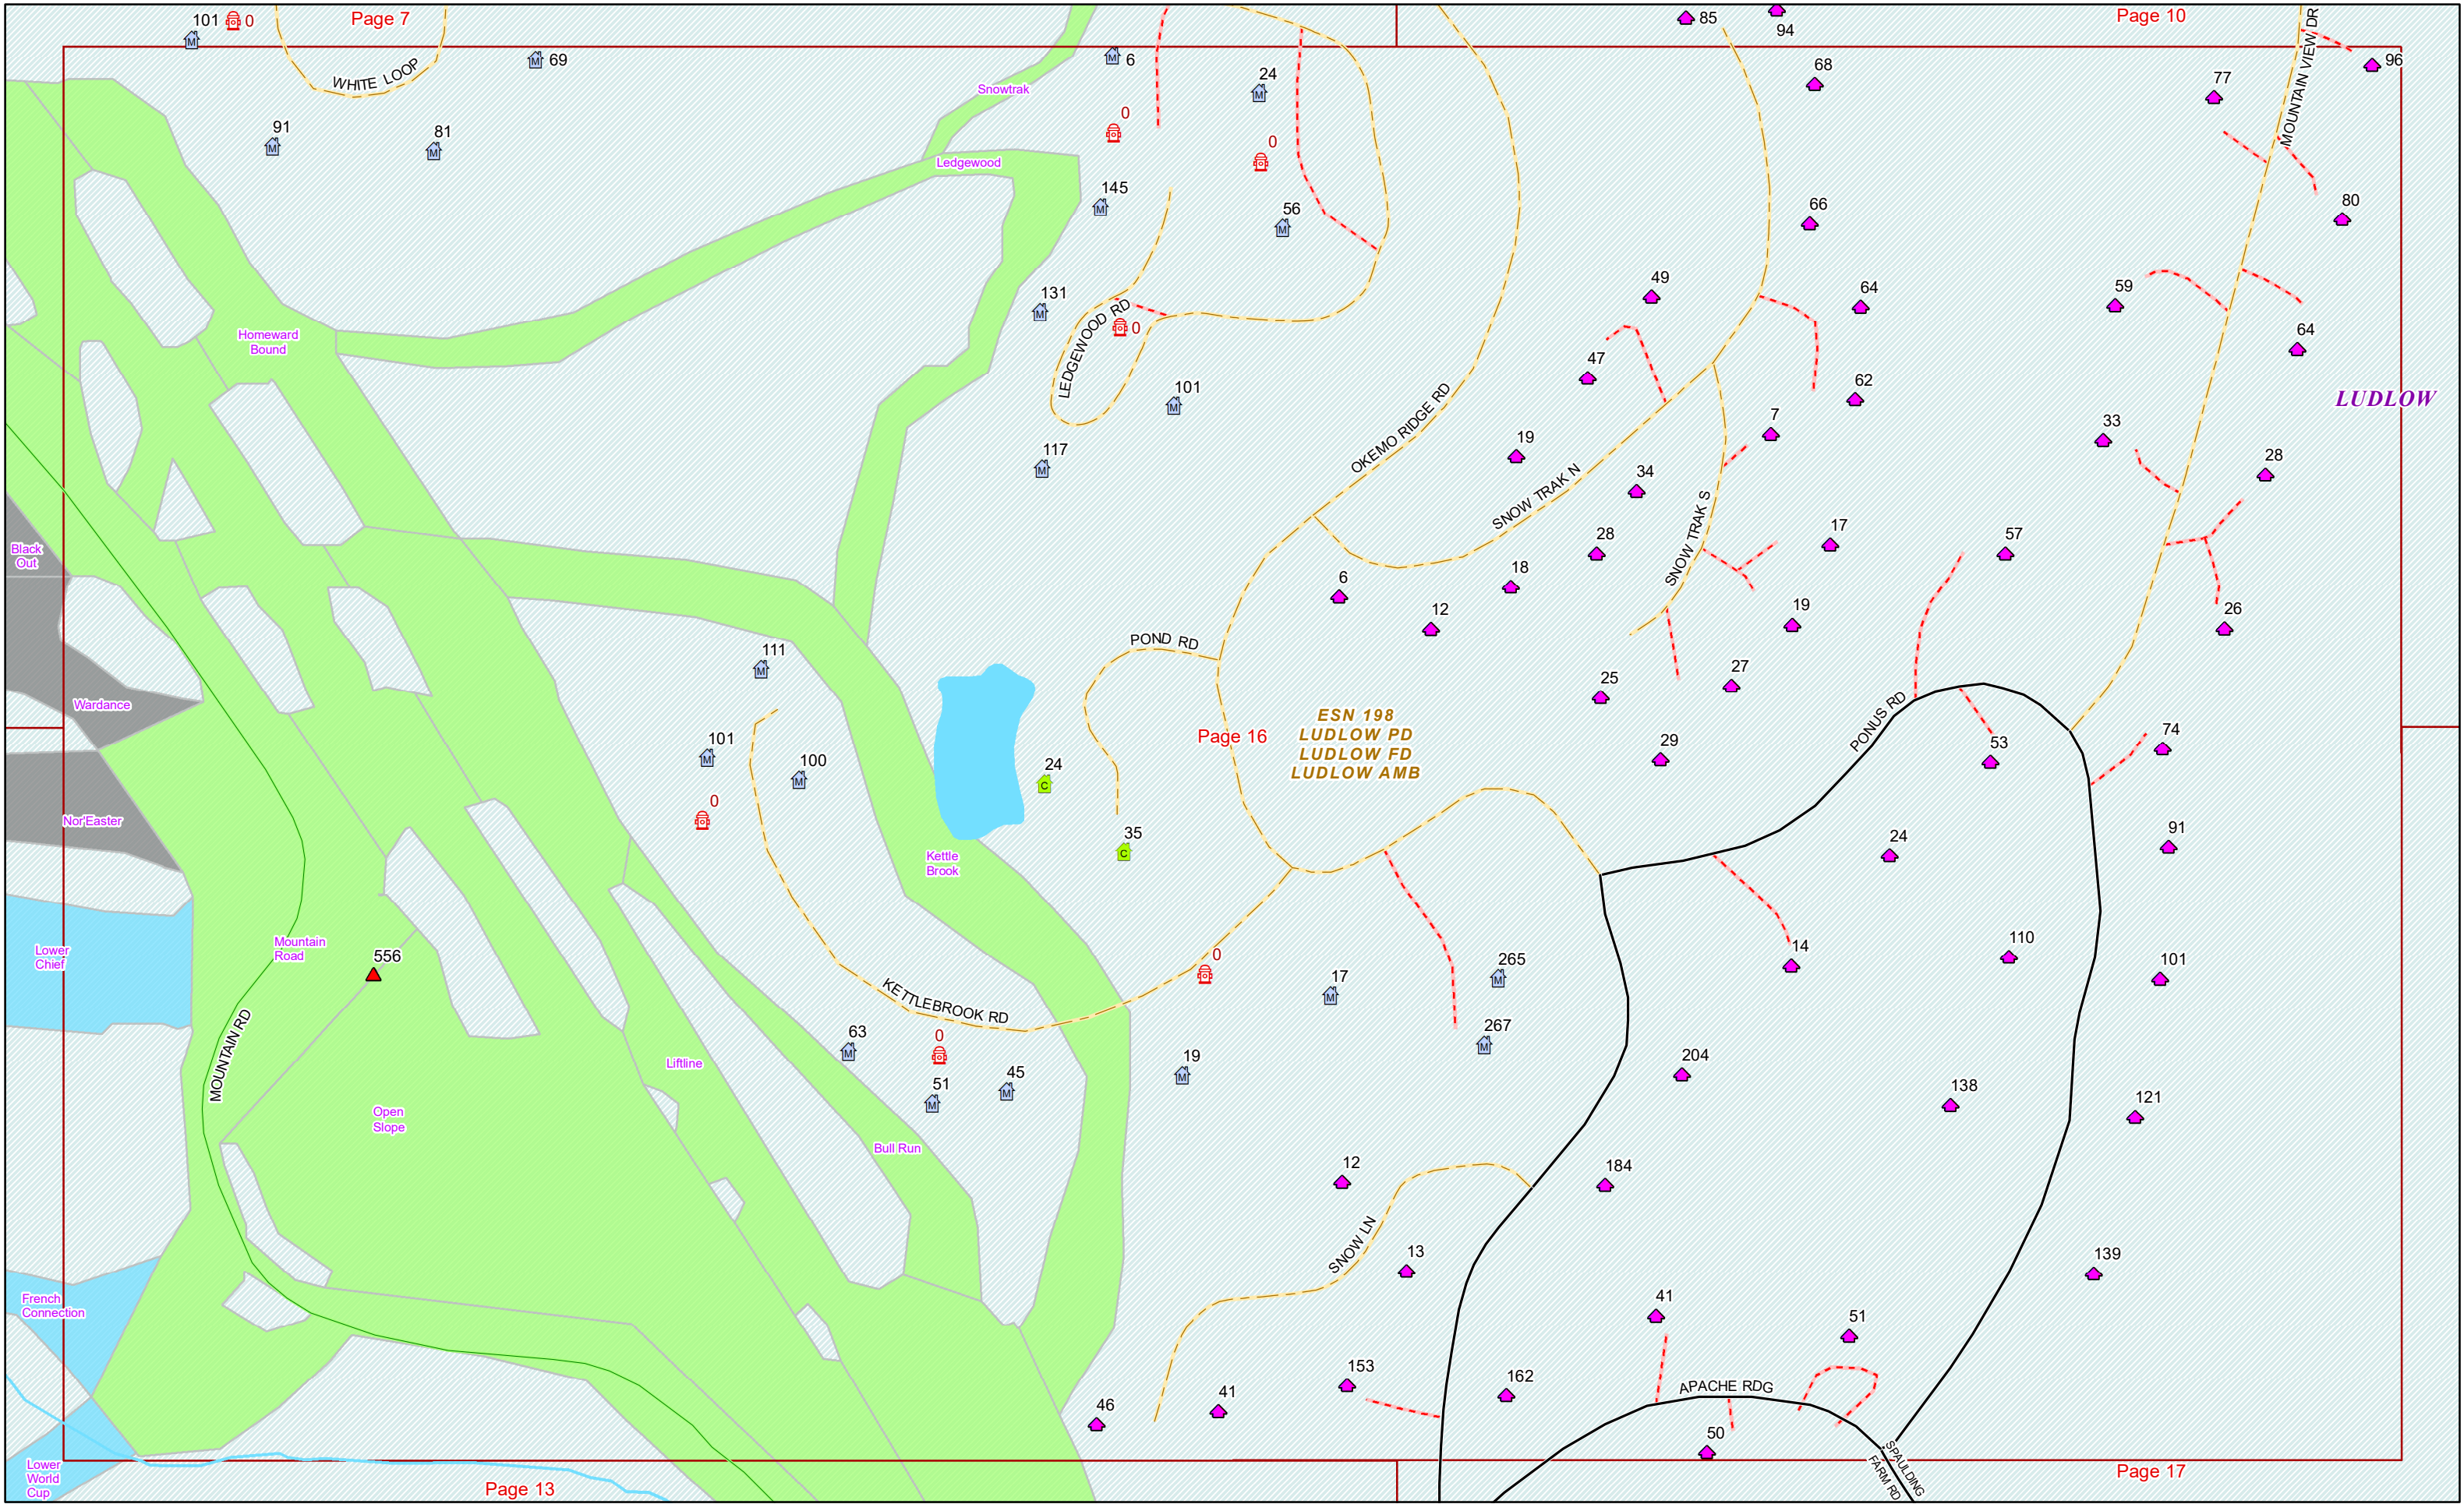 101
0
Page 7
85
94
Page 10
WHITE LOOP
69
6
Snowtrak
24
68
MOUNTAIN VIEW DR
96
77
91
81
0
0
Ledgewood
145
56
66
80
131
LEDGEWOOD RD
0
49
64
59
64
Homeward
Bound
47
62
LUDLOW
101
OKEMO RIDGE RD
7
33
117
19
34
SNOW TRAK N
28
SNOW TRAK S
17
57
28
Black
Out
6
18
12
19
26
POND RD
111
25
27
Wardance
ESN 198
LUDLOW PD
LUDLOW FD
LUDLOW AMB
Page 16
PONUS RD
74
101
100
24
29
53
0
Nor'Easter
35
24
91
Kettle
Brook
Lower
Chief
Mountain
Road
556
0
17
265
14
110
101
KETTLEBROOK RD
MOUNTAIN RD
63
0
267
19
204
51
45
Liftline
138
121
Open
Slope
Bull Run
12
184
SNOW LN
13
139
French
Connection
41
51
153
162
APACHE RDG
46
41
50
SPAULDING
FARM RD
Lower
World
Cup
Page 13
Page 17